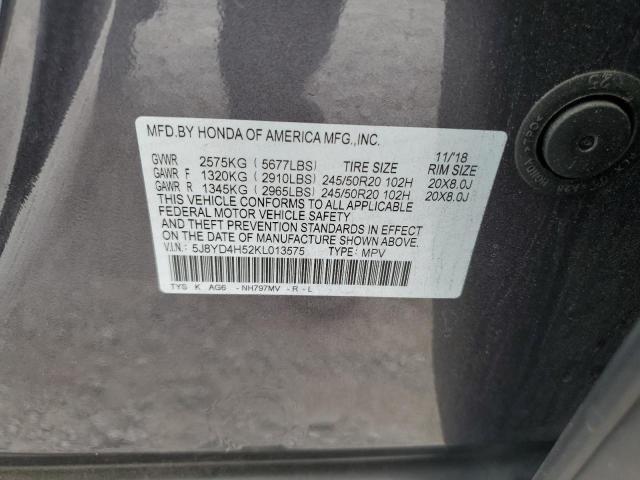 MFD.BY HONDA OF AMERICA MFG.,INC.
11/'18
GVWR 2575KG ( 5677LBS) TIRE SIZE RIM SIZE
GAWR F 1320KG ( 2910LBS) 245/50R20 102H 20X8.0J
GAWR R 1345KG ( 2965LBS) 245/50R20 102H 20X8.0J
THIS VEHICLE CONFORMS TO ALL APPLICABLE
FEDERAL MOTOR VEHICLE SAFETY
AND THEFT PREVENTION STANDARDS IN EFFECT
ON THE DATE OF MANUFACTURE SHOWN ABOVE.
V.I.N.: 5J8YD4H52KL013575 TYPE: MPV
TYS K AG6 - NH797MV - R - L
HONDA >TPO<